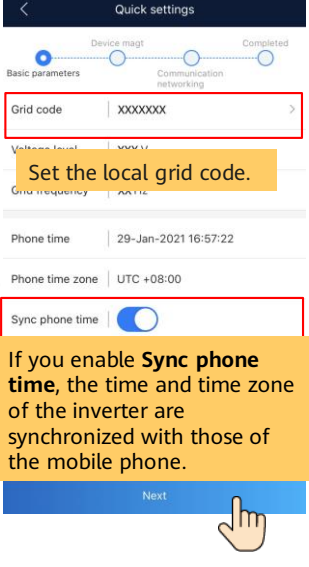 Quick settings
Device magt
Completed
Basic parameters
Communication
networking
Grid code
XXXXXXX
Set the local grid code.
Phone time
29-Jan-2021 16:57:22
Phone time zone
UTC +08:00
Sync phone time
If you enable Sync phone
time, the time and time zone
of the inverter are
synchronized with those of
the mobile phone.
Next